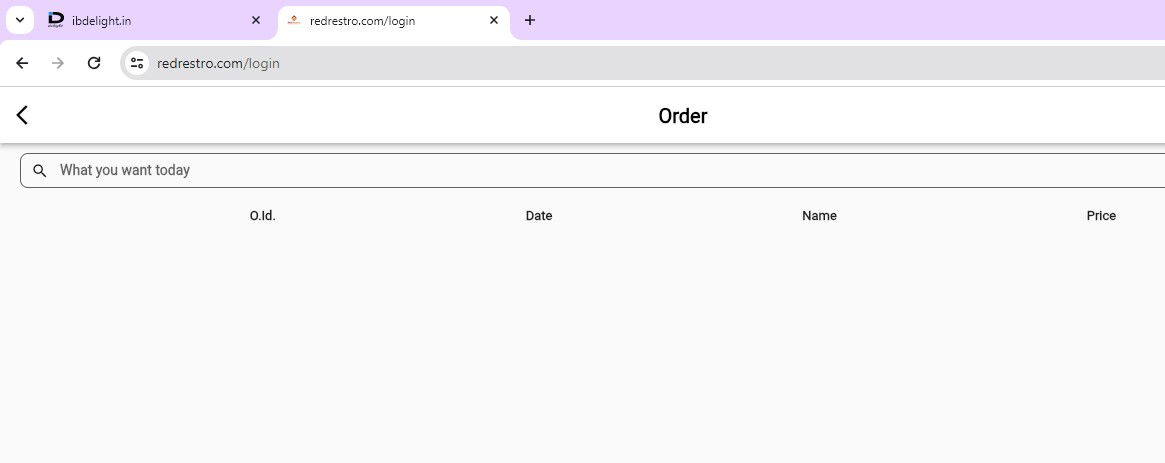 ibdelight.in
redrestro.com/login
redrestro.com/login
Order
What you want today
O.Id. Date Name Price